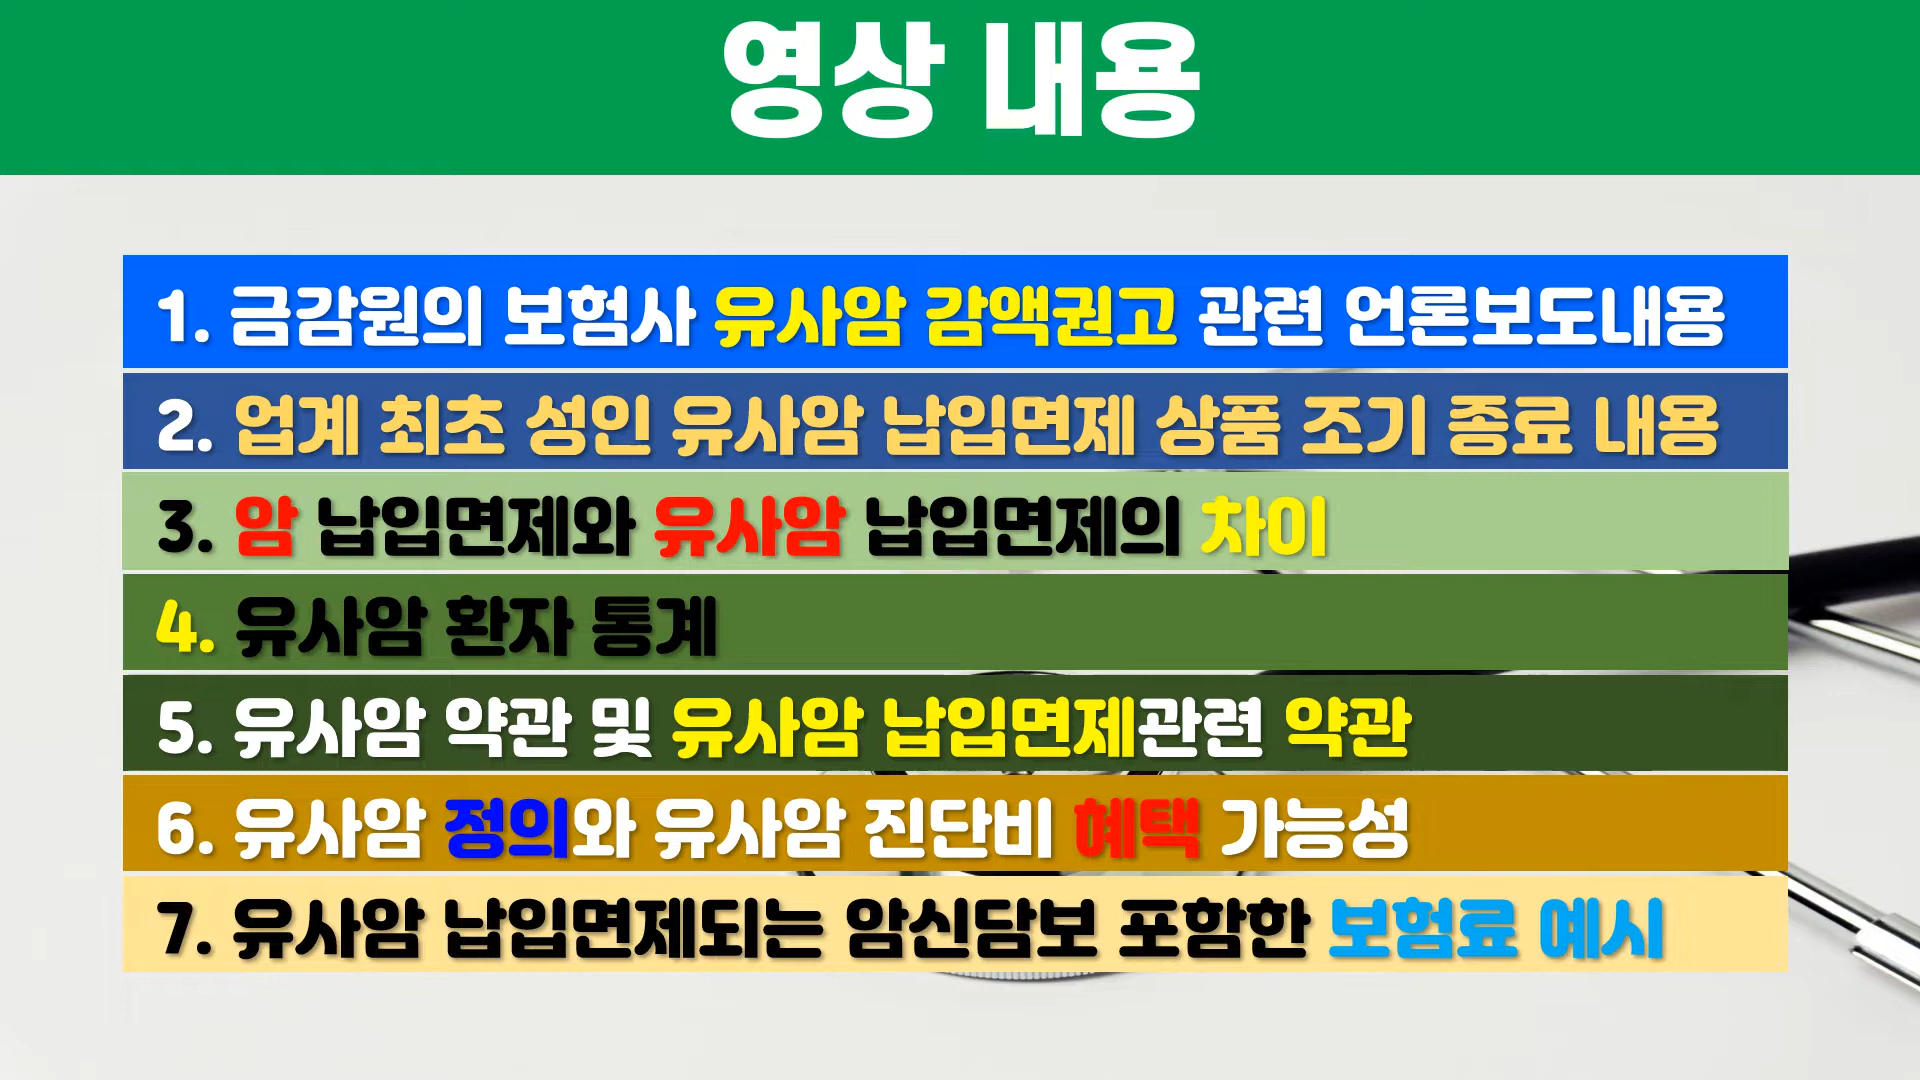 영상 내용
1. 금감원의 보험사 유사암 감액권고 관련 언론보도내용
2. 업계 최초 성인 유사암 납입면제 상품 조기 종료 내용
3. 암 납입면제와 유사암 납입면제의 차이
4. 유사암 환자 통계
5. 유사암 약관 및 유사암 납입면제관련 약관
6. 유사암 정의와 유사암 진단비 혜택 가능성
7. 유사암 납입면제되는 암신담보 포함한 보험료 예시